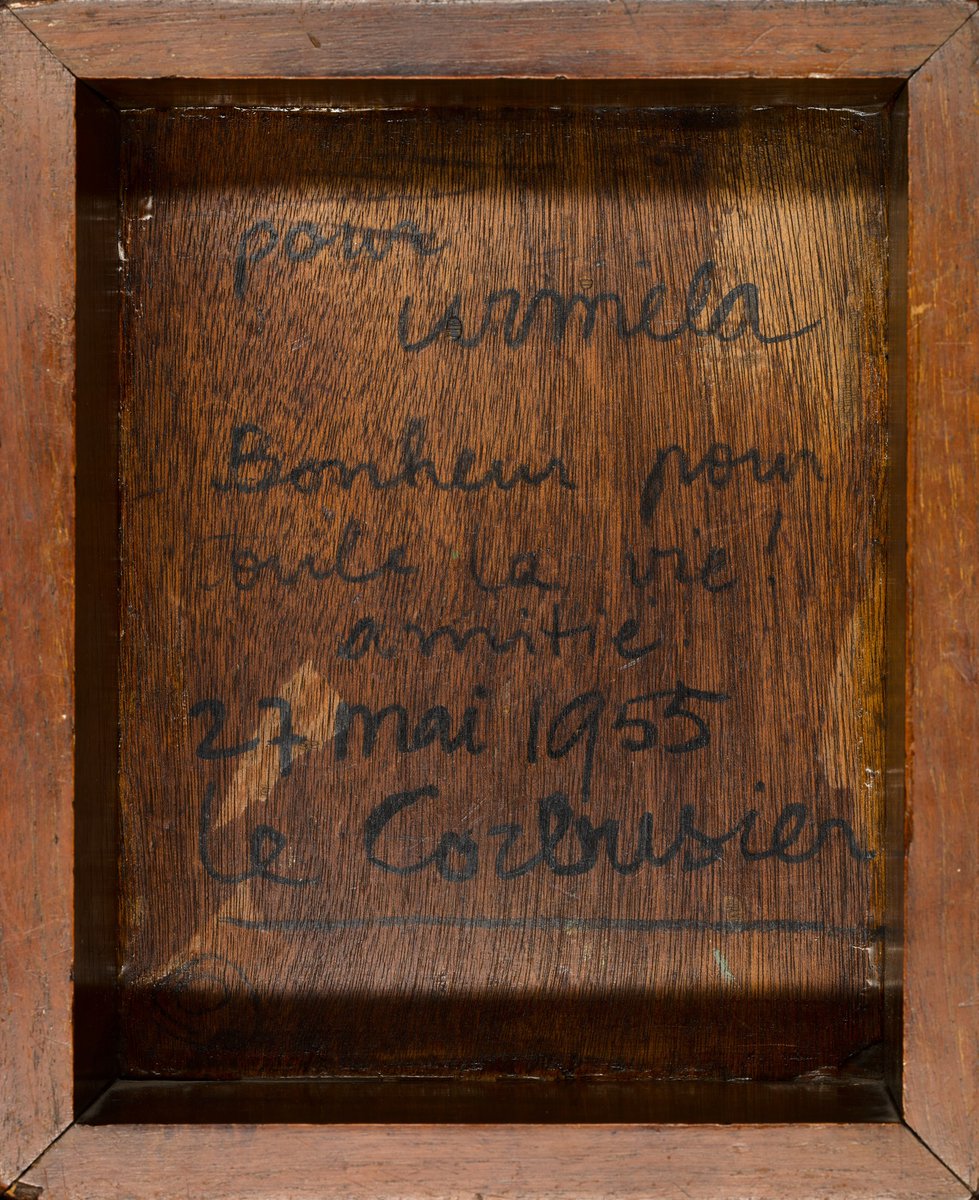 pour
urmila
Bonheur pour
toute la vie!
amitié.
27 mai 1955
Le Corbusier